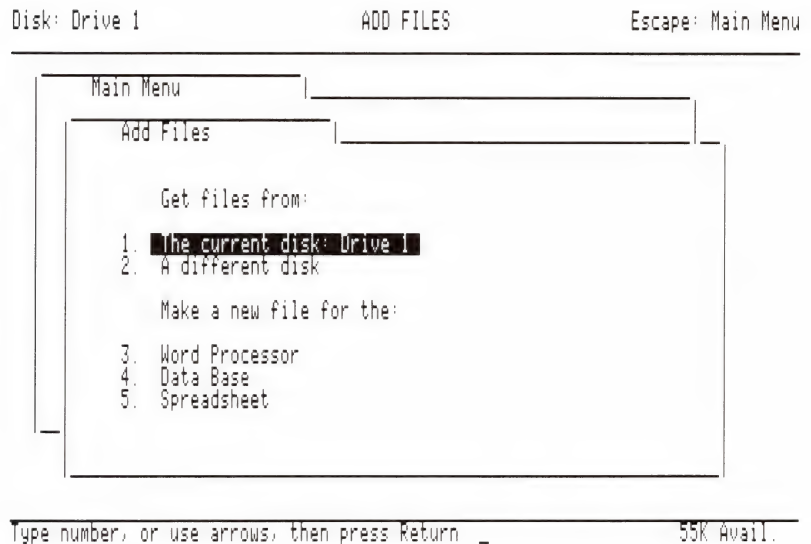 Disk: Drive 1 ADD FILES Escape: Main Menu
Main Menu
Add Files
Get files from:
1. The current disk: Drive 1
2. A different disk
Make a new file for the:
3. Word Processor
4. Data Base
5. Spreadsheet
Type number, or use arrows, then press Return _ 55K Avail.